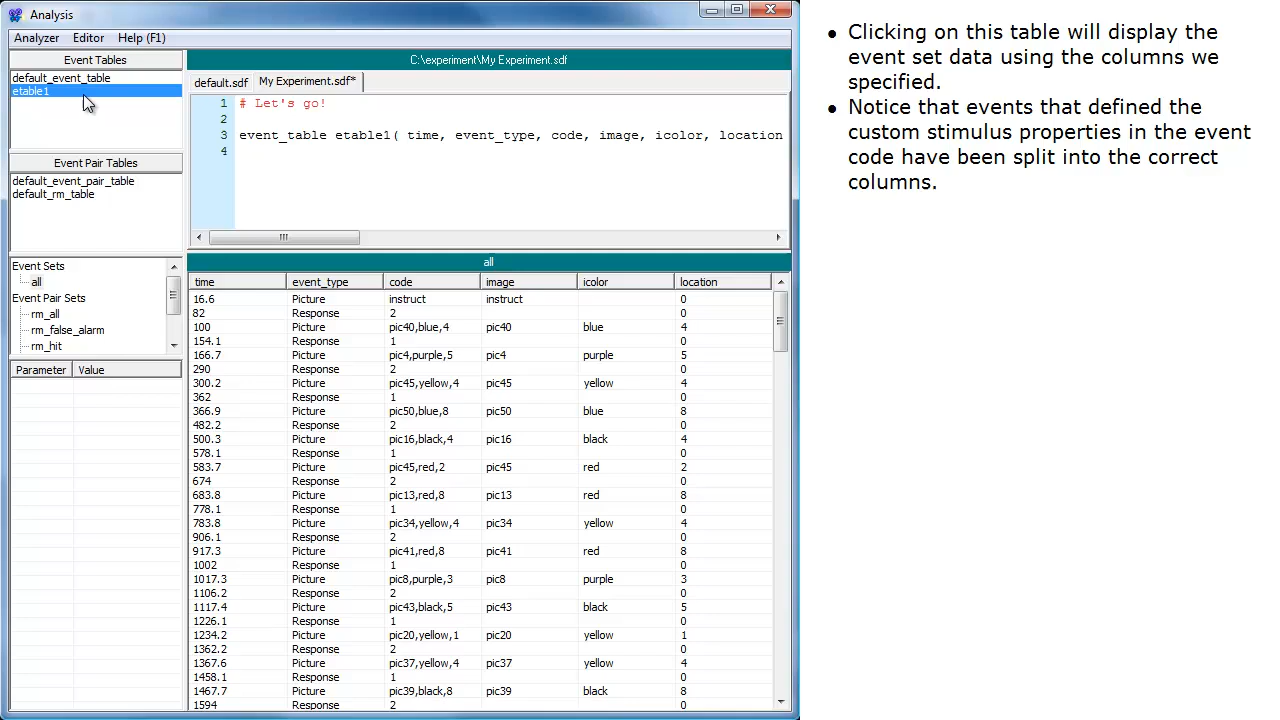 Analysis
Analyzer Editor Help (F1)
Event Tables
default_event_table
etable1
Event Pair Tables
default_event_pair_table
default_rm_table
Event Sets
all
Event Pair Sets
rm_all
rm_false_alarm
rm_hit
Parameter Value
C:\experiment\My Experiment.sdf
default.sdf My Experiment.sdf*
1 # Let's go!
2
3 event_table etable1( time, event_type, code, image, icolor, location
4
all
time event_type code image icolor location
16.6 Picture instruct instruct 0
82 Response 2 0
100 Picture pic40,blue,4 pic40 blue 4
154.1 Response 1 0
166.7 Picture pic4,purple,5 pic4 purple 5
290 Response 2 0
300.2 Picture pic45,yellow,4 pic45 yellow 4
362 Response 1 0
366.9 Picture pic50,blue,8 pic50 blue 8
482.2 Response 2 0
500.3 Picture pic16,black,4 pic16 black 4
578.1 Response 1 0
583.7 Picture pic45,red,2 pic45 red 2
674 Response 2 0
683.8 Picture pic13,red,8 pic13 red 8
778.1 Response 1 0
783.8 Picture pic34,yellow,4 pic34 yellow 4
906.1 Response 2 0
917.3 Picture pic41,red,8 pic41 red 8
1002 Response 1 0
1017.3 Picture pic8,purple,3 pic8 purple 3
1106.2 Response 2 0
1117.4 Picture pic43,black,5 pic43 black 5
1226.1 Response 1 0
1234.2 Picture pic20,yellow,1 pic20 yellow 1
1362.2 Response 2 0
1367.6 Picture pic37,yellow,4 pic37 yellow 4
1458.1 Response 1 0
1467.7 Picture pic39,black,8 pic39 black 8
1594 Response 2 0
• Clicking on this table will display the
event set data using the columns we
specified.
• Notice that events that defined the
custom stimulus properties in the event
code have been split into the correct
columns.